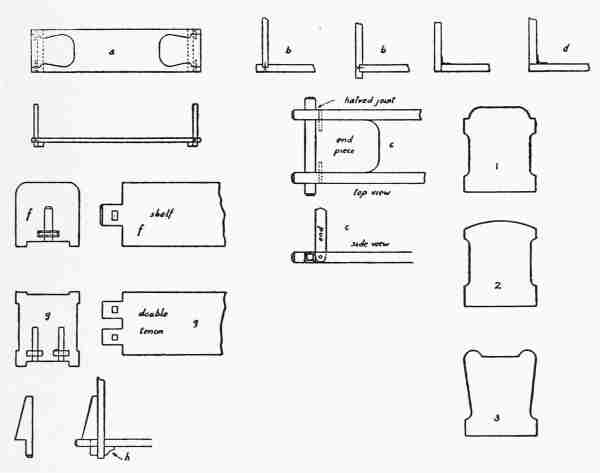 a
b
b
d
halved joint
end
piece
c
top view
1
f
shelf
f
end
c
side view
2
g
double
tenon
g
3
h